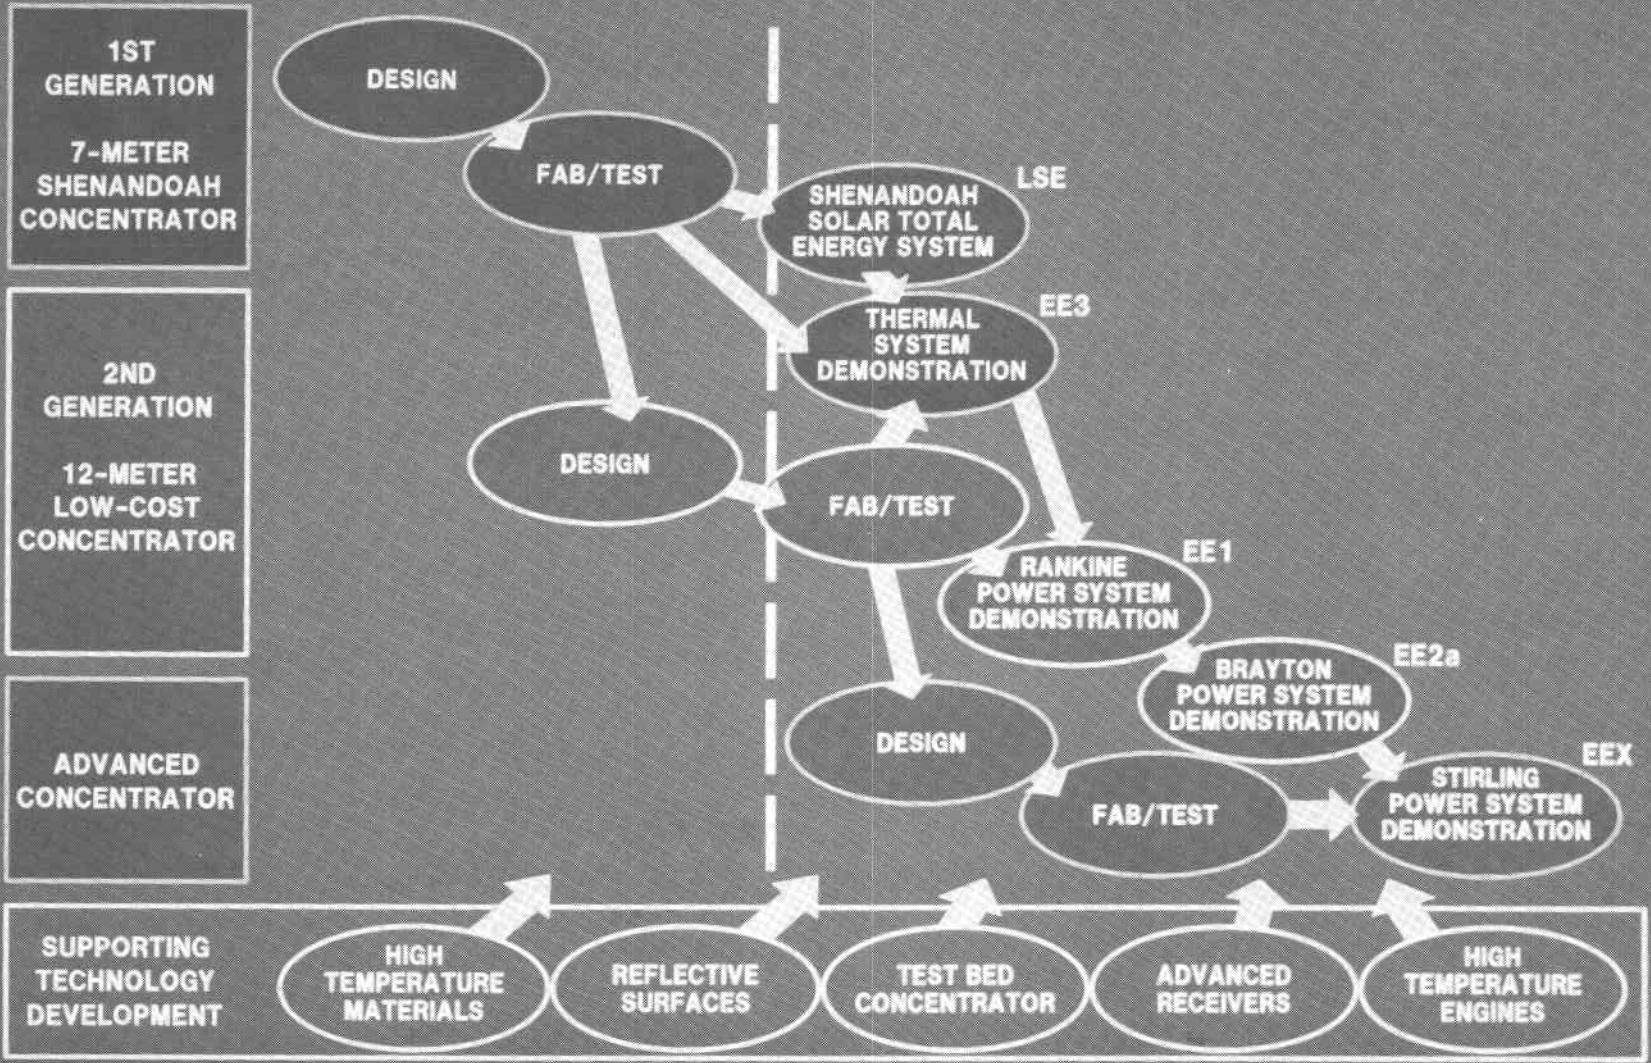 1ST
GENERATION
7-METER
SHENANDOAH
CONCENTRATOR
DESIGN
FAB/TEST
SHENANDOAH
SOLAR TOTAL
ENERGY SYSTEM
LSE
2ND
GENERATION
12-METER
LOW-COST
CONCENTRATOR
THERMAL
SYSTEM
DEMONSTRATION
EE3
DESIGN
FAB/TEST
RANKINE
POWER SYSTEM
DEMONSTRATION
EE1
BRAYTON
POWER SYSTEM
DEMONSTRATION
EE2a
ADVANCED
CONCENTRATOR
DESIGN
FAB/TEST
STIRLING
POWER SYSTEM
DEMONSTRATION
EEX
SUPPORTING
TECHNOLOGY
DEVELOPMENT
HIGH
TEMPERATURE
MATERIALS
REFLECTIVE
SURFACES
TEST BED
CONCENTRATOR
ADVANCED
RECEIVERS
HIGH
TEMPERATURE
ENGINES